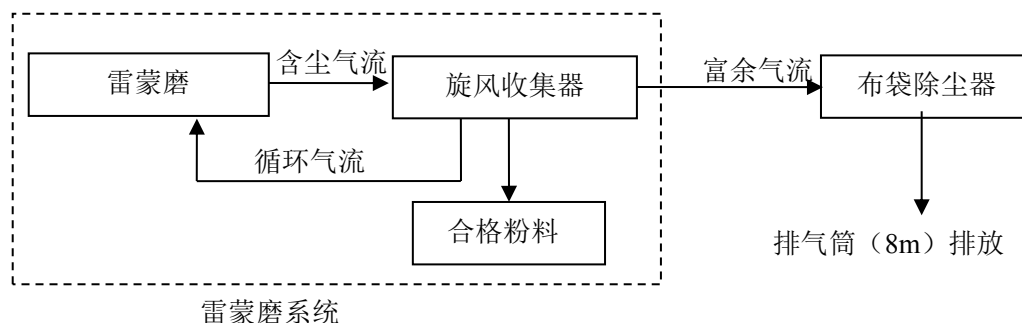 含尘气流
富余气流
雷蒙磨
旋风收集器
布袋除尘器
循环气流
合格粉料
排气筒（8m）排放
雷蒙磨系统